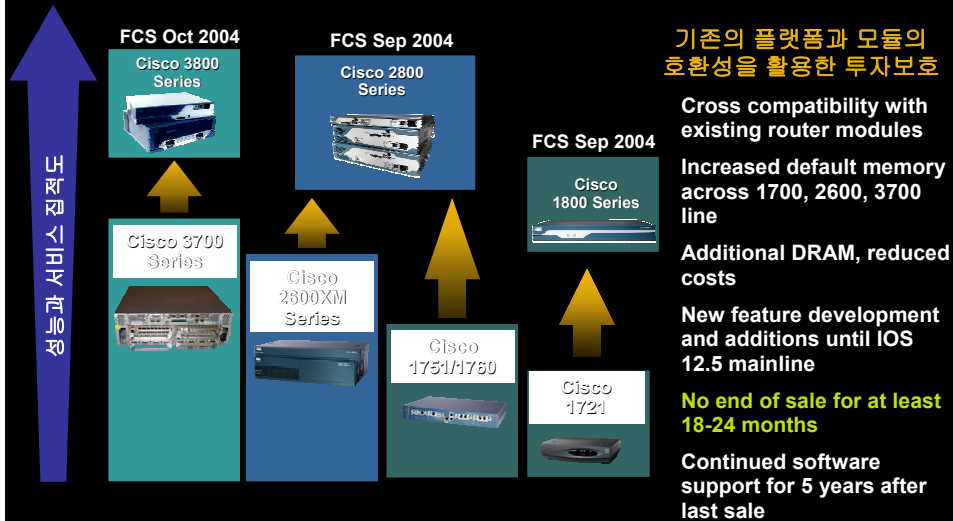 성능과 서비스 집적도
FCS Oct 2004
Cisco 3800
Series
FCS Sep 2004
Cisco 2800
Series
FCS Sep 2004
Cisco
1800 Series
Cisco 3700
Series
Cisco
2600XM
Series
Cisco
1751/1760
Cisco
1721
기존의 플랫폼과 모듈의
호환성을 활용한 투자보호
Cross compatibility with
existing router modules
Increased default memory
across 1700, 2600, 3700
line
Additional DRAM, reduced
costs
New feature development
and additions until IOS
12.5 mainline
No end of sale for at least
18-24 months
Continued software
support for 5 years after
last sale